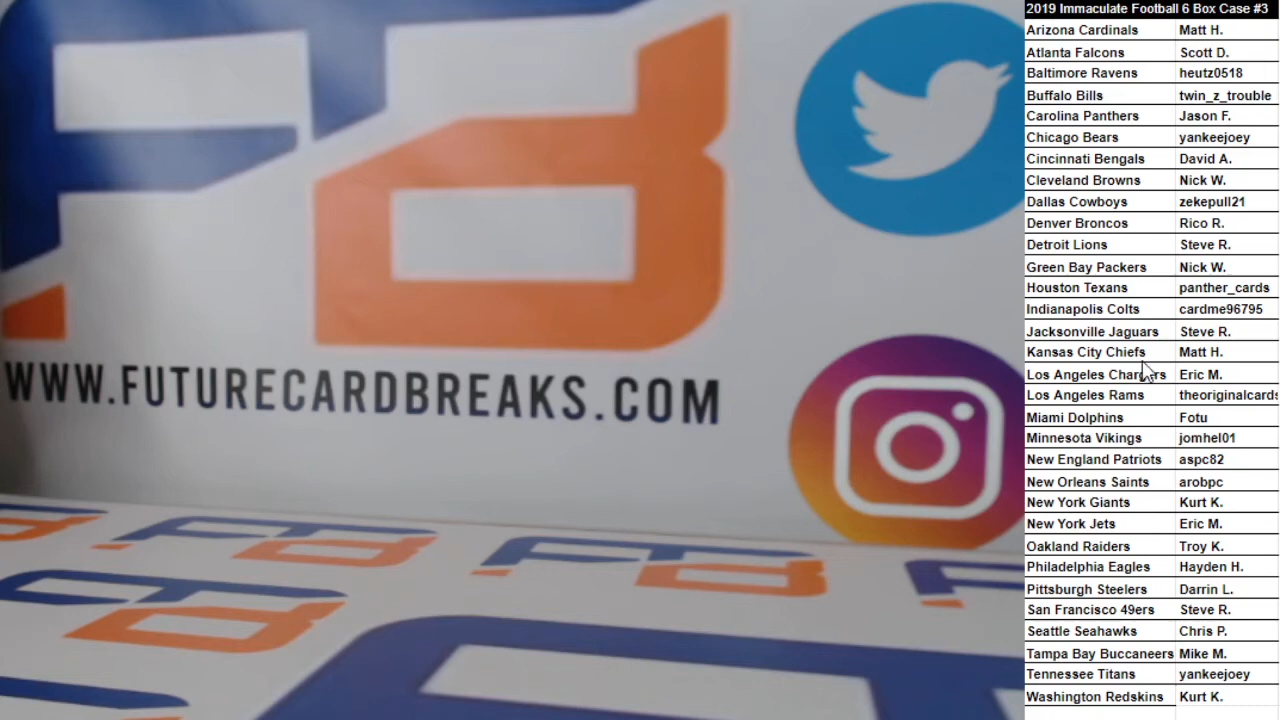 WWW.FUTURECARDBREAKS.COM
2019 Immaculate Football 6 Box Case #3
Arizona Cardinals Matt H.
Atlanta Falcons Scott D.
Baltimore Ravens heutz0518
Buffalo Bills twin_z_trouble
Carolina Panthers Jason F.
Chicago Bears yankeejoey
Cincinnati Bengals David A.
Cleveland Browns Nick W.
Dallas Cowboys zekepull21
Denver Broncos Rico R.
Detroit Lions Steve R.
Green Bay Packers Nick W.
Houston Texans panther_cards
Indianapolis Colts cardme96795
Jacksonville Jaguars Steve R.
Kansas City Chiefs Matt H.
Los Angeles Chargers Eric M.
Los Angeles Rams theoriginalcards
Miami Dolphins Fotu
Minnesota Vikings jomhel01
New England Patriots aspc82
New Orleans Saints arobpc
New York Giants Kurt K.
New York Jets Eric M.
Oakland Raiders Troy K.
Philadelphia Eagles Hayden H.
Pittsburgh Steelers Darrin L.
San Francisco 49ers Steve R.
Seattle Seahawks Chris P.
Tampa Bay Buccaneers Mike M.
Tennessee Titans yankeejoey
Washington Redskins Kurt K.